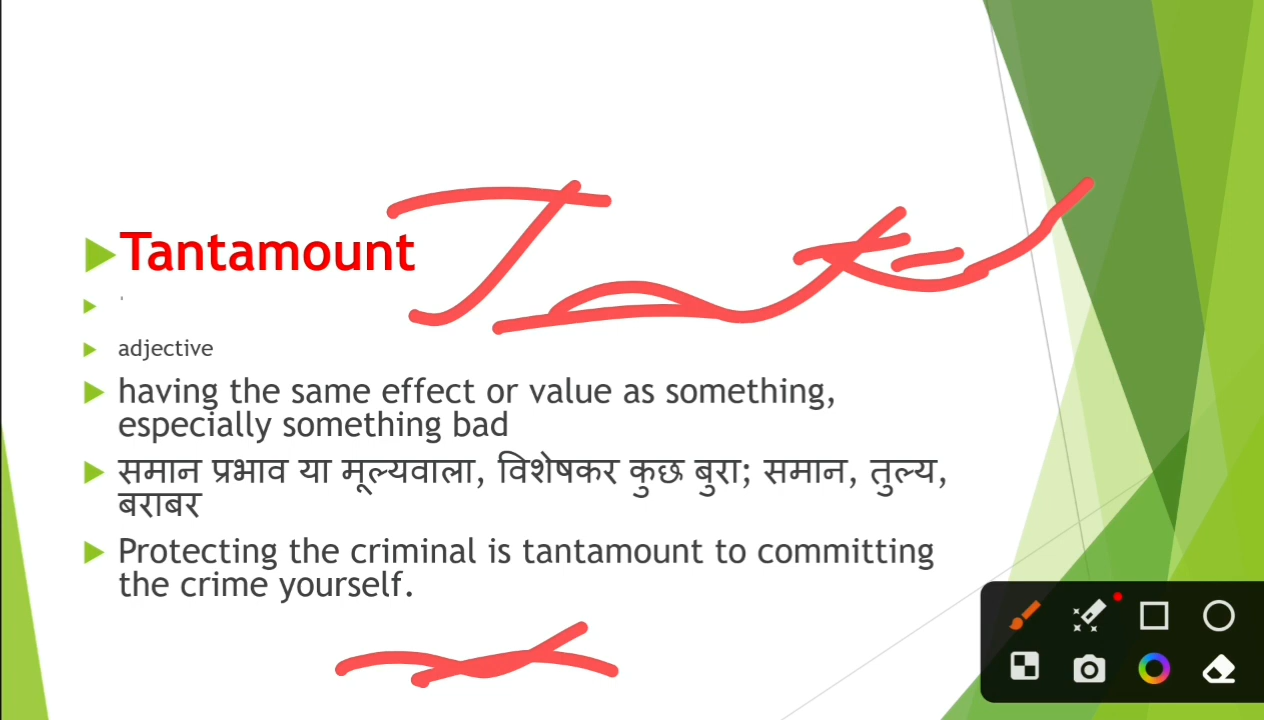 Tantamount
adjective
having the same effect or value as something,
especially something bad
समान प्रभाव या मूल्यवाला, विशेषकर कुछ बुरा; समान, तुल्य,
बराबर
Protecting the criminal is tantamount to committing
the crime yourself.